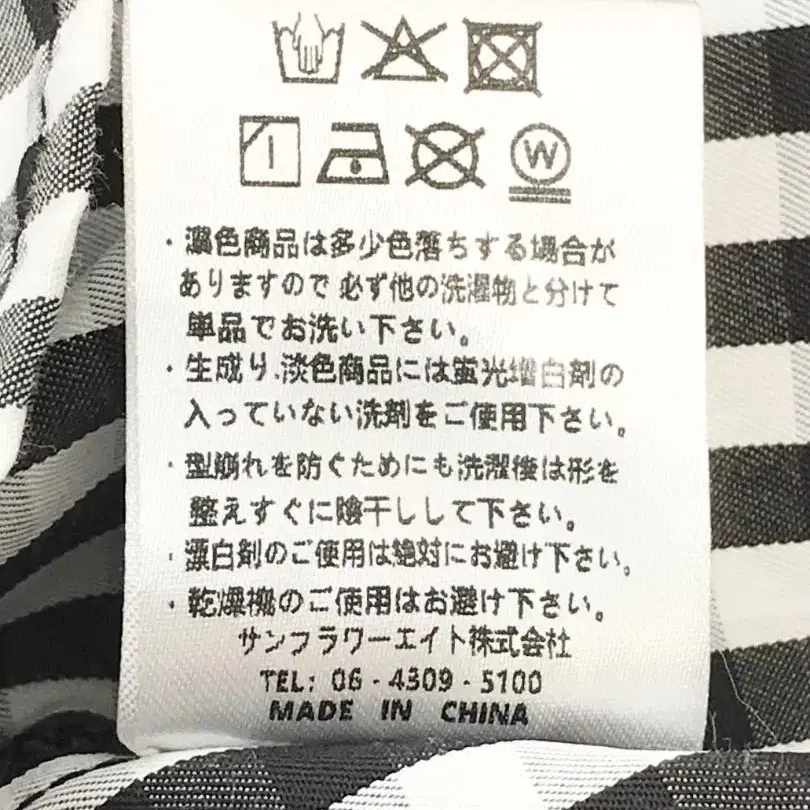 W
・濃色商品は多少色落ちする場合が
ありますので必ず他の洗濯物と分けて
単品でお洗い下さい。
・生成り.淡色商品には蛍光増白剤の
入っていない洗剤をご使用下さい。
・型崩れを防ぐためにも洗濯後は形を
整えすぐに陰干しして下さい。
・漂白剤のご使用は絶対にお避け下さい。
・乾燥機のご使用はお避け下さい。
サンフラワーエイト株式会社
TEL: 06 - 4309 - 5100
MADE IN CHINA